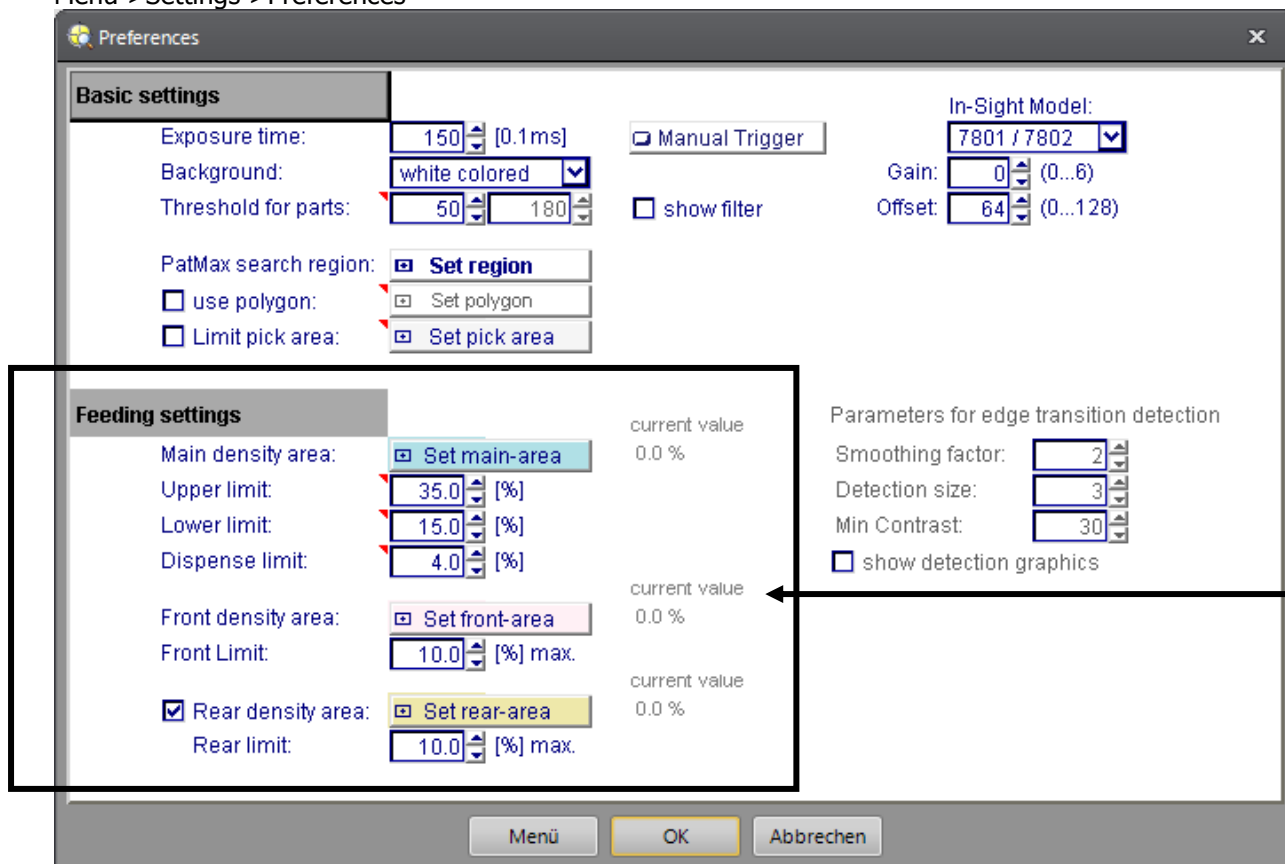 Menu > Settings > Preferences
Preferences
Basic settings
In-Sight Model:
Exposure time: 150 [0.1ms] Manual Trigger 7801 / 7802
Background: white colored Gain: 0 (0...6)
Threshold for parts: 50 180 show filter Offset: 64 (0...128)
PatMax search region: Set region
use polygon: Set polygon
Limit pick area: Set pick area
Feeding settings current value Parameters for edge transition detection
Main density area: Set main-area 0.0 % Smoothing factor: 2
Upper limit: 35.0 [%] Detection size: 3
Lower limit: 15.0 [%] Min Contrast: 30
Dispense limit: 4.0 [%] show detection graphics
current value
Front density area: Set front-area 0.0 %
Front Limit: 10.0 [%] max.
current value
Rear density area: Set rear-area 0.0 %
Rear limit: 10.0 [%] max.
Menü OK Abbrechen